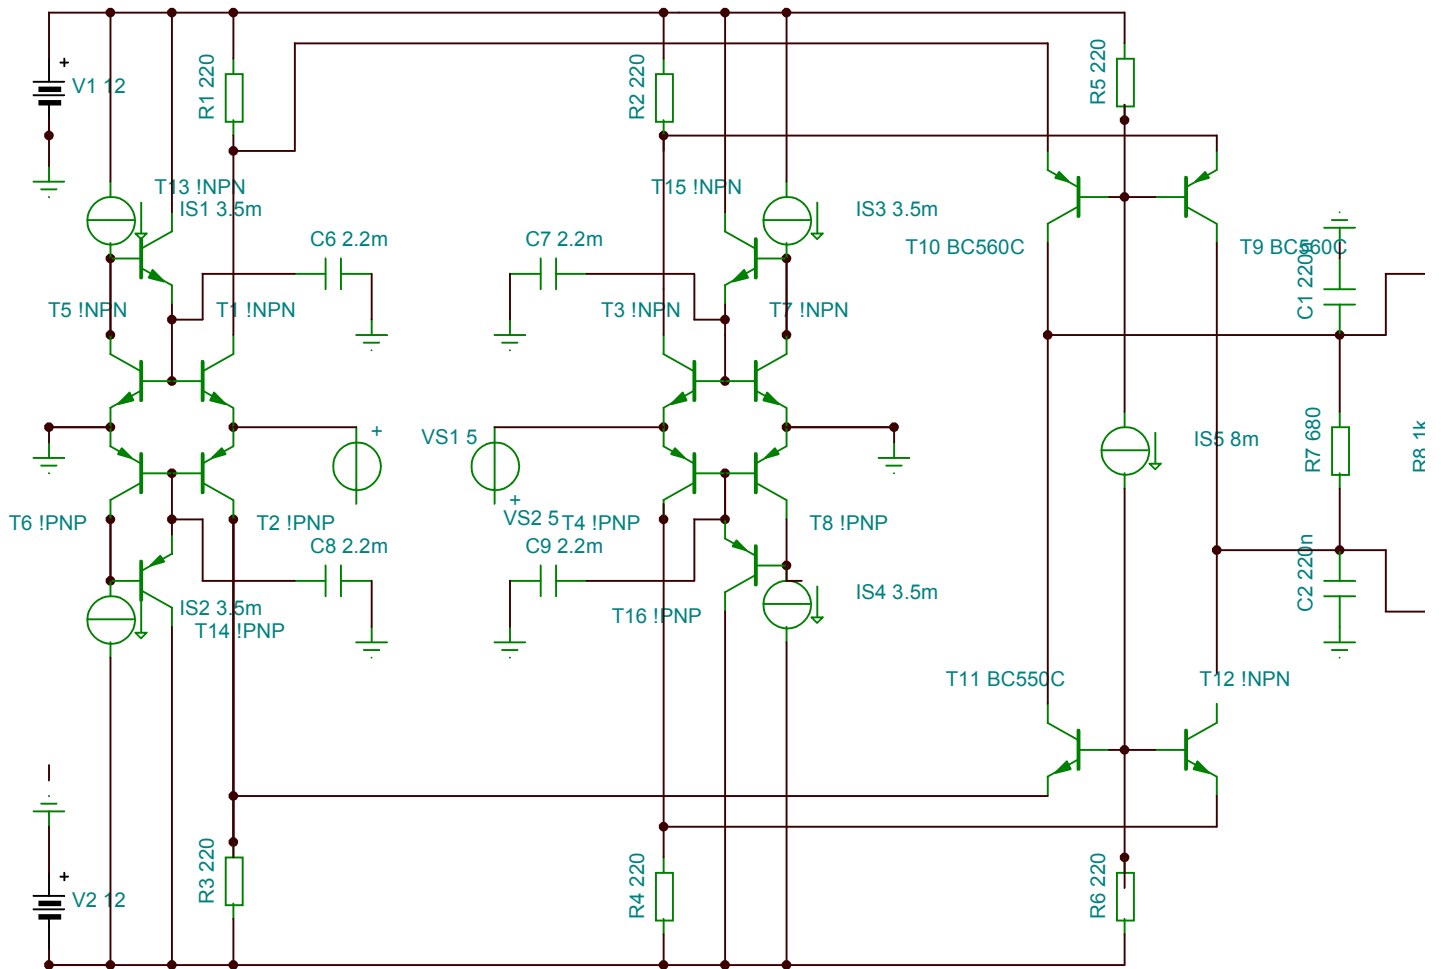 V1 12
R1 220
R2 220
R5 220
T13 !NPN
IS1 3.5m
T15 !NPN
IS3 3.5m
C6 2.2m
C7 2.2m
T10 BC560C
T9 BC560C
C1 220n
T5 !NPN
T1 !NPN
T3 !NPN
T7 !NPN
VS1 5
IS5 8m
R7 680
R8 1k
T6 !PNP
T2 !PNP
VS2 5
T4 !PNP
T8 !PNP
C8 2.2m
C9 2.2m
C2 220n
IS2 3.5m
T14 !PNP
T16 !PNP
IS4 3.5m
T11 BC550C
T12 !NPN
V2 12
R3 220
R4 220
R6 220